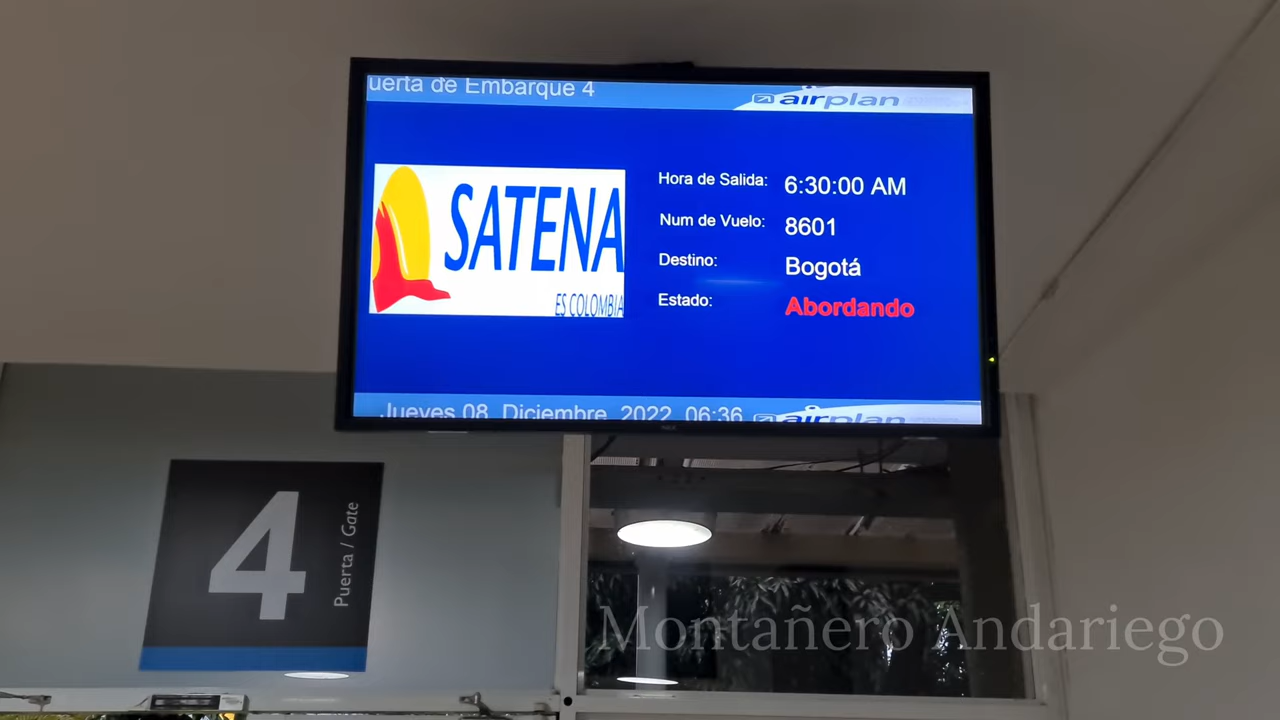 uerta de Embarque 4
airplan
SATENA
ES COLOMBIA
Hora de Salida: 6:30:00 AM
Num de Vuelo: 8601
Destino: Bogotá
Estado: Abordando
Jueves 08 Diciembre 2022 06:36
airplan
4
Puerta / Gate
Montañero Andariego